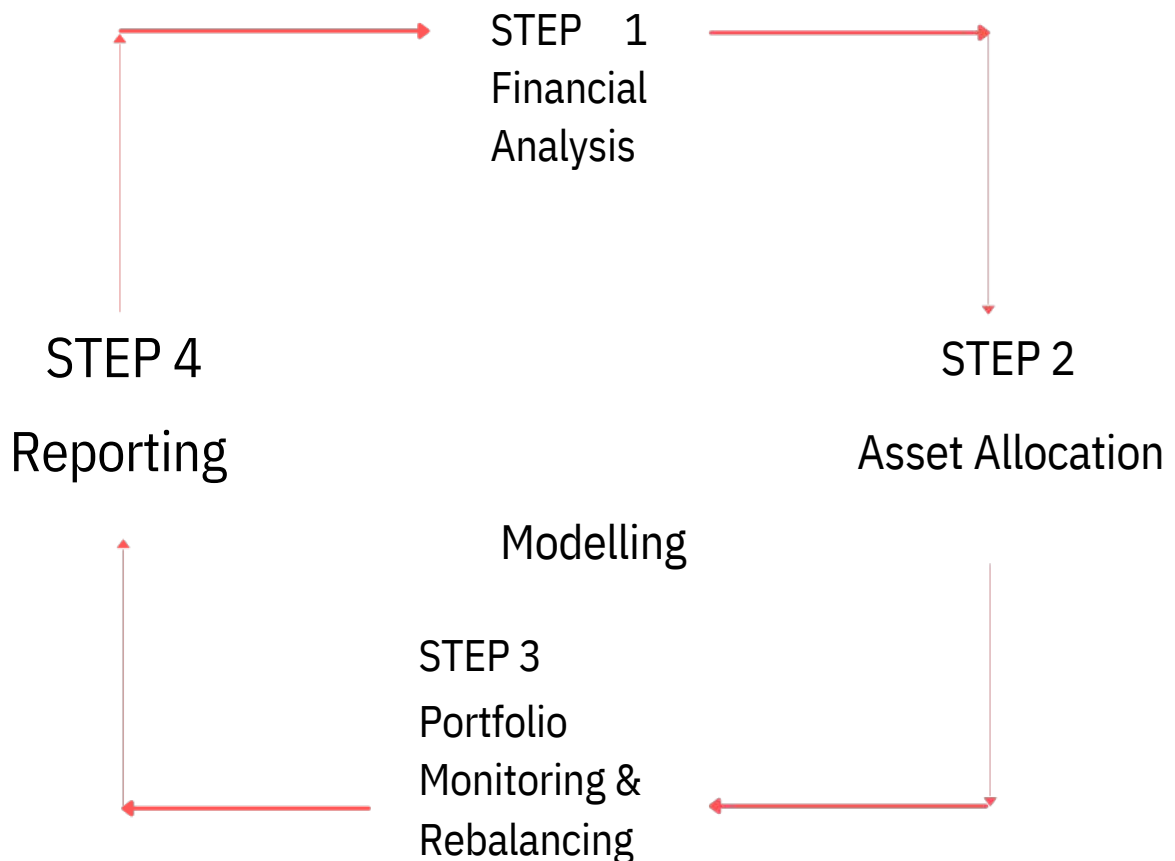 STEP 1
Financial
Analysis
STEP 4
Reporting
STEP 2
Asset Allocation
Modelling
STEP 3
Portfolio
Monitoring &
Rebalancing